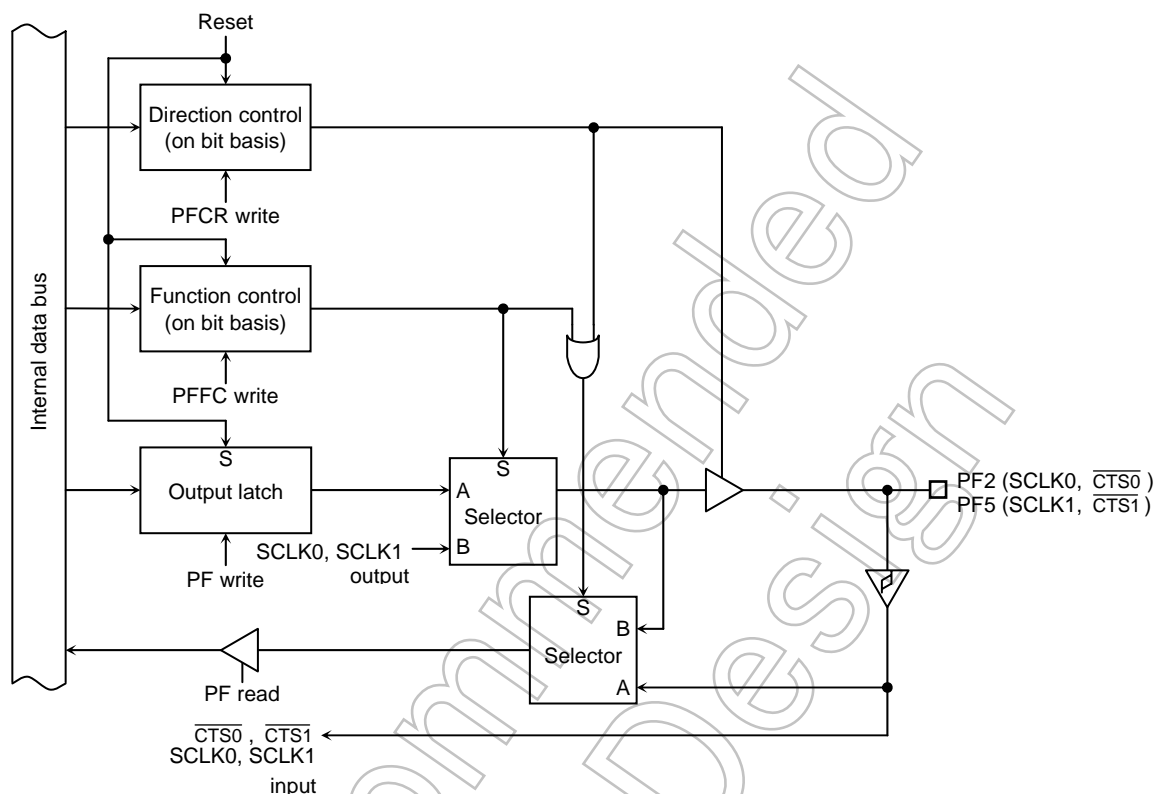 Reset
Direction control
(on bit basis)
PFCR write
Internal data bus
Function control
(on bit basis)
PFFC write
S
Output latch
PF write
S
A
Selector
B
SCLK0, SCLK1
output
PF2 (SCLK0, CTS0 )
PF5 (SCLK1, CTS1 )
S
B
Selector
A
PF read
CTS0 , CTS1
SCLK0, SCLK1
input
ommended
Design